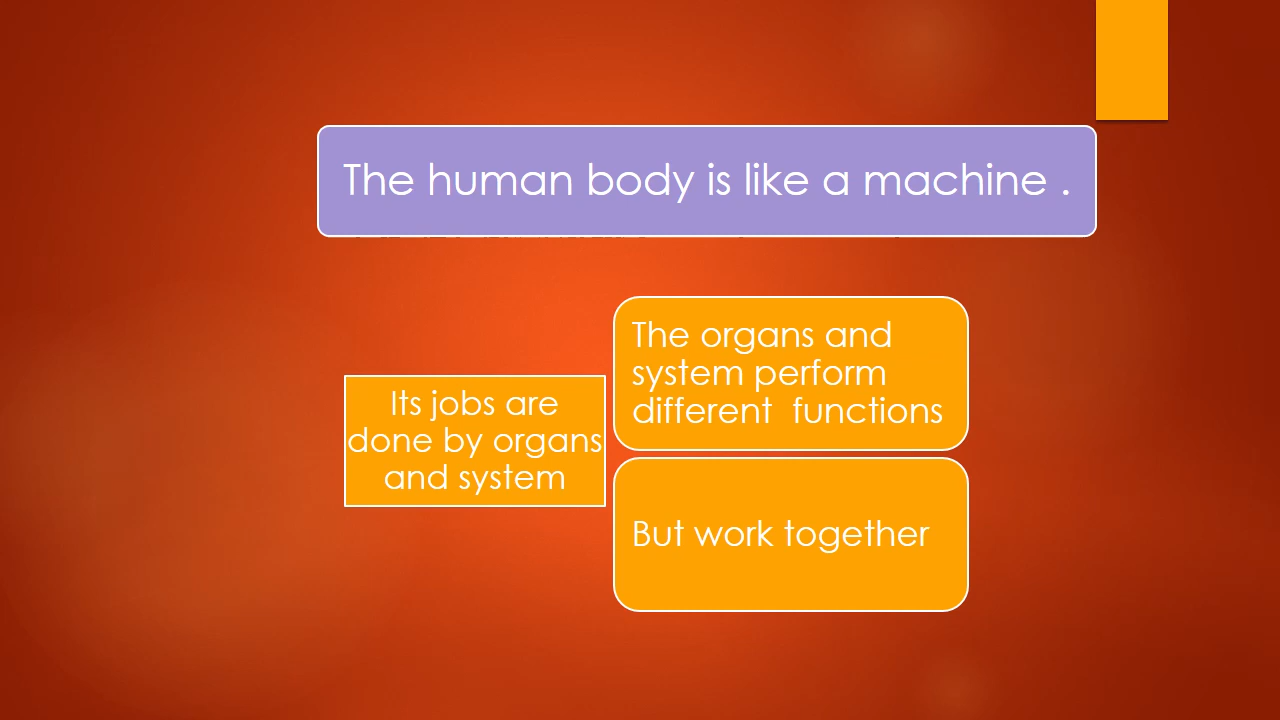 The human body is like a machine .
Its jobs are
done by organs
and system
The organs and
system perform
different  functions
But work together